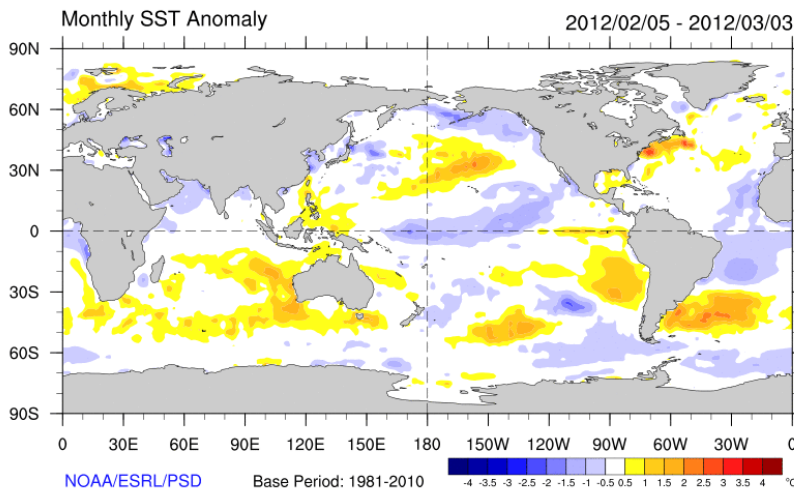 Monthly SST Anomaly 2012/02/05 - 2012/03/03
90N
60N
30N
0
30S
60S
90S
0 30E 60E 90E 120E 150E 180 150W 120W 90W 60W 30W 0
NOAA/ESRL/PSD Base Period: 1981-2010
-4 -3.5 -3 -2.5 -2 -1.5 -1 -0.5 0.5 1 1.5 2 2.5 3 3.5 4 °C